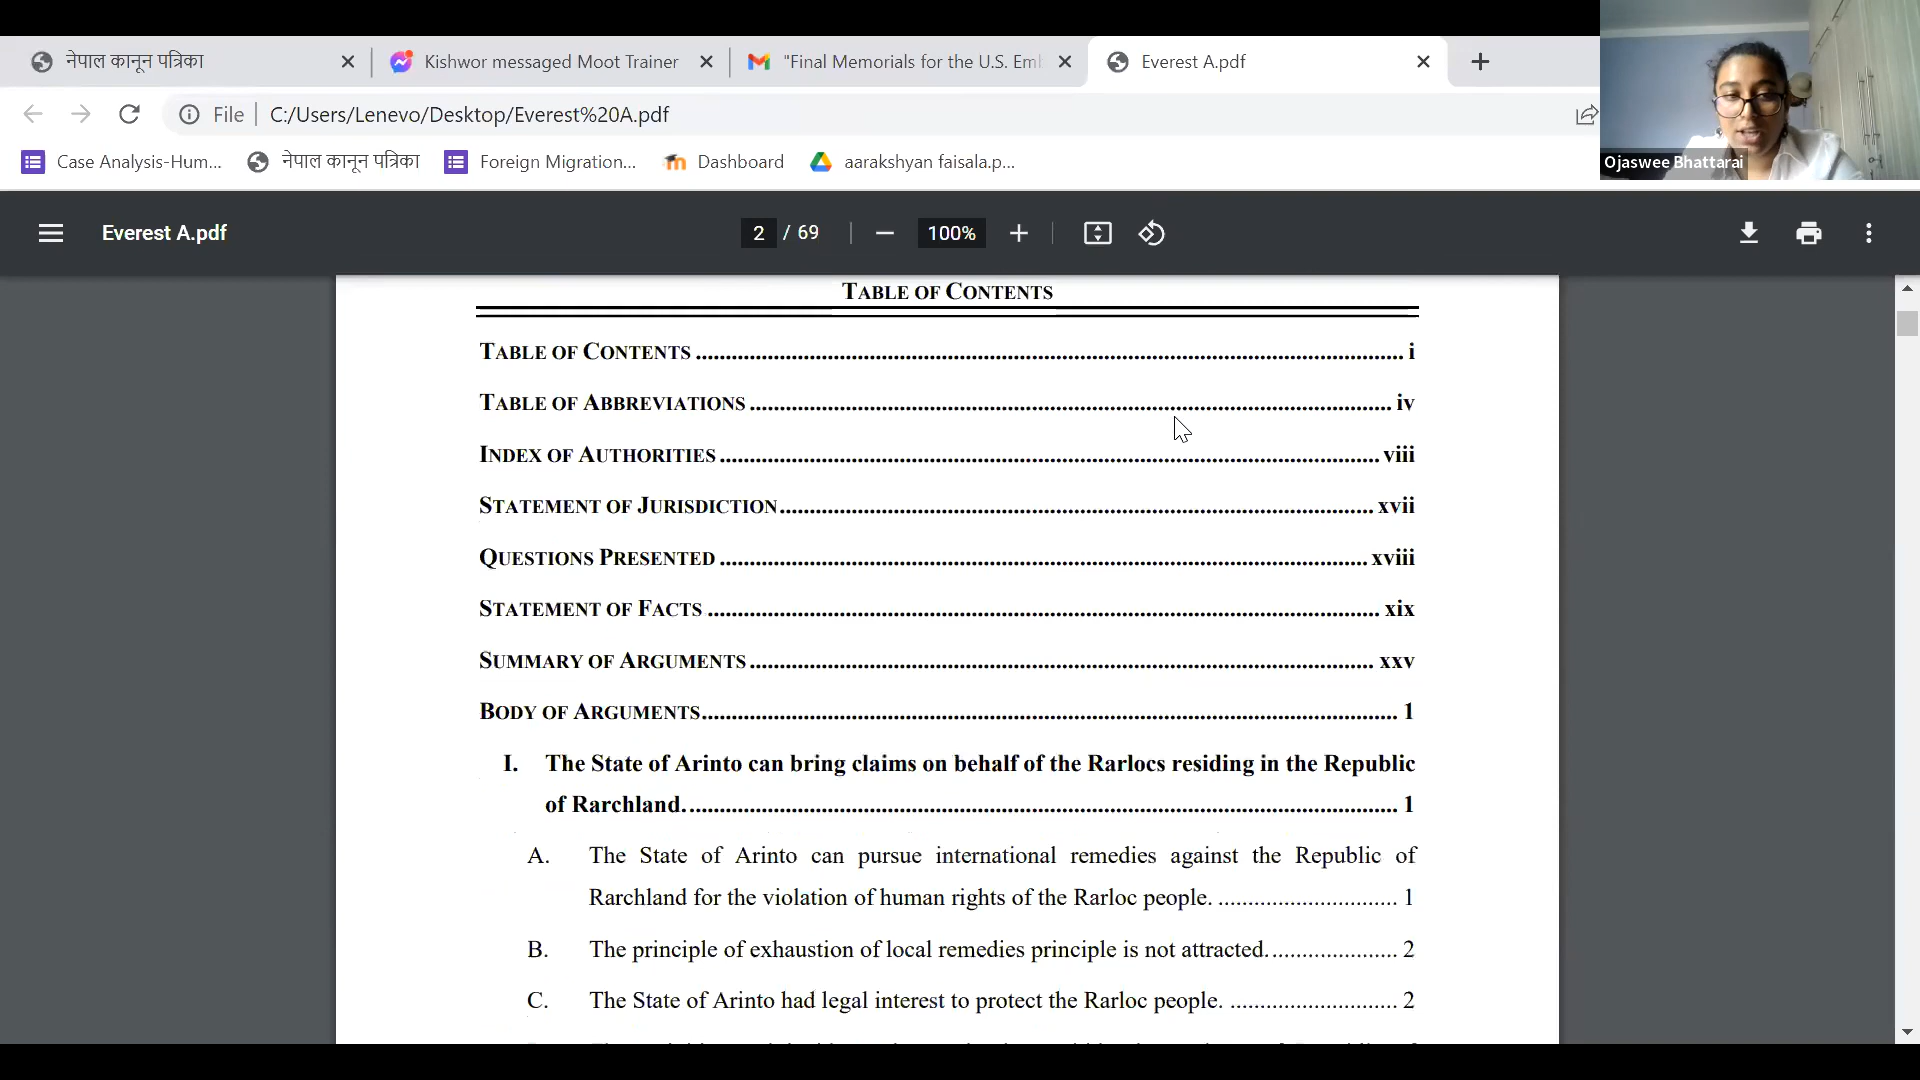 नेपाल कानून पत्रिका
Kishwor messaged Moot Trainer
"Final Memorials for the U.S. Emb
Everest A.pdf
File C:/Users/Lenevo/Desktop/Everest%20A.pdf
Case Analysis-Hum...
नेपाल कानून पत्रिका
Foreign Migration...
Dashboard
aarakshyan faisala.p...
Ojaswee Bhattarai
Everest A.pdf
2 / 69
100%
TABLE OF CONTENTS
TABLE OF CONTENTS i
TABLE OF ABBREVIATIONS iv
INDEX OF AUTHORITIES viii
STATEMENT OF JURISDICTION xvii
QUESTIONS PRESENTED xviii
STATEMENT OF FACTS xix
SUMMARY OF ARGUMENTS xxv
BODY OF ARGUMENTS 1
I. The State of Arinto can bring claims on behalf of the Rarlocs residing in the Republic
of Rarchland. 1
A. The State of Arinto can pursue international remedies against the Republic of
Rarchland for the violation of human rights of the Rarloc people. 1
B. The principle of exhaustion of local remedies principle is not attracted. 2
C. The State of Arinto had legal interest to protect the Rarloc people. 2